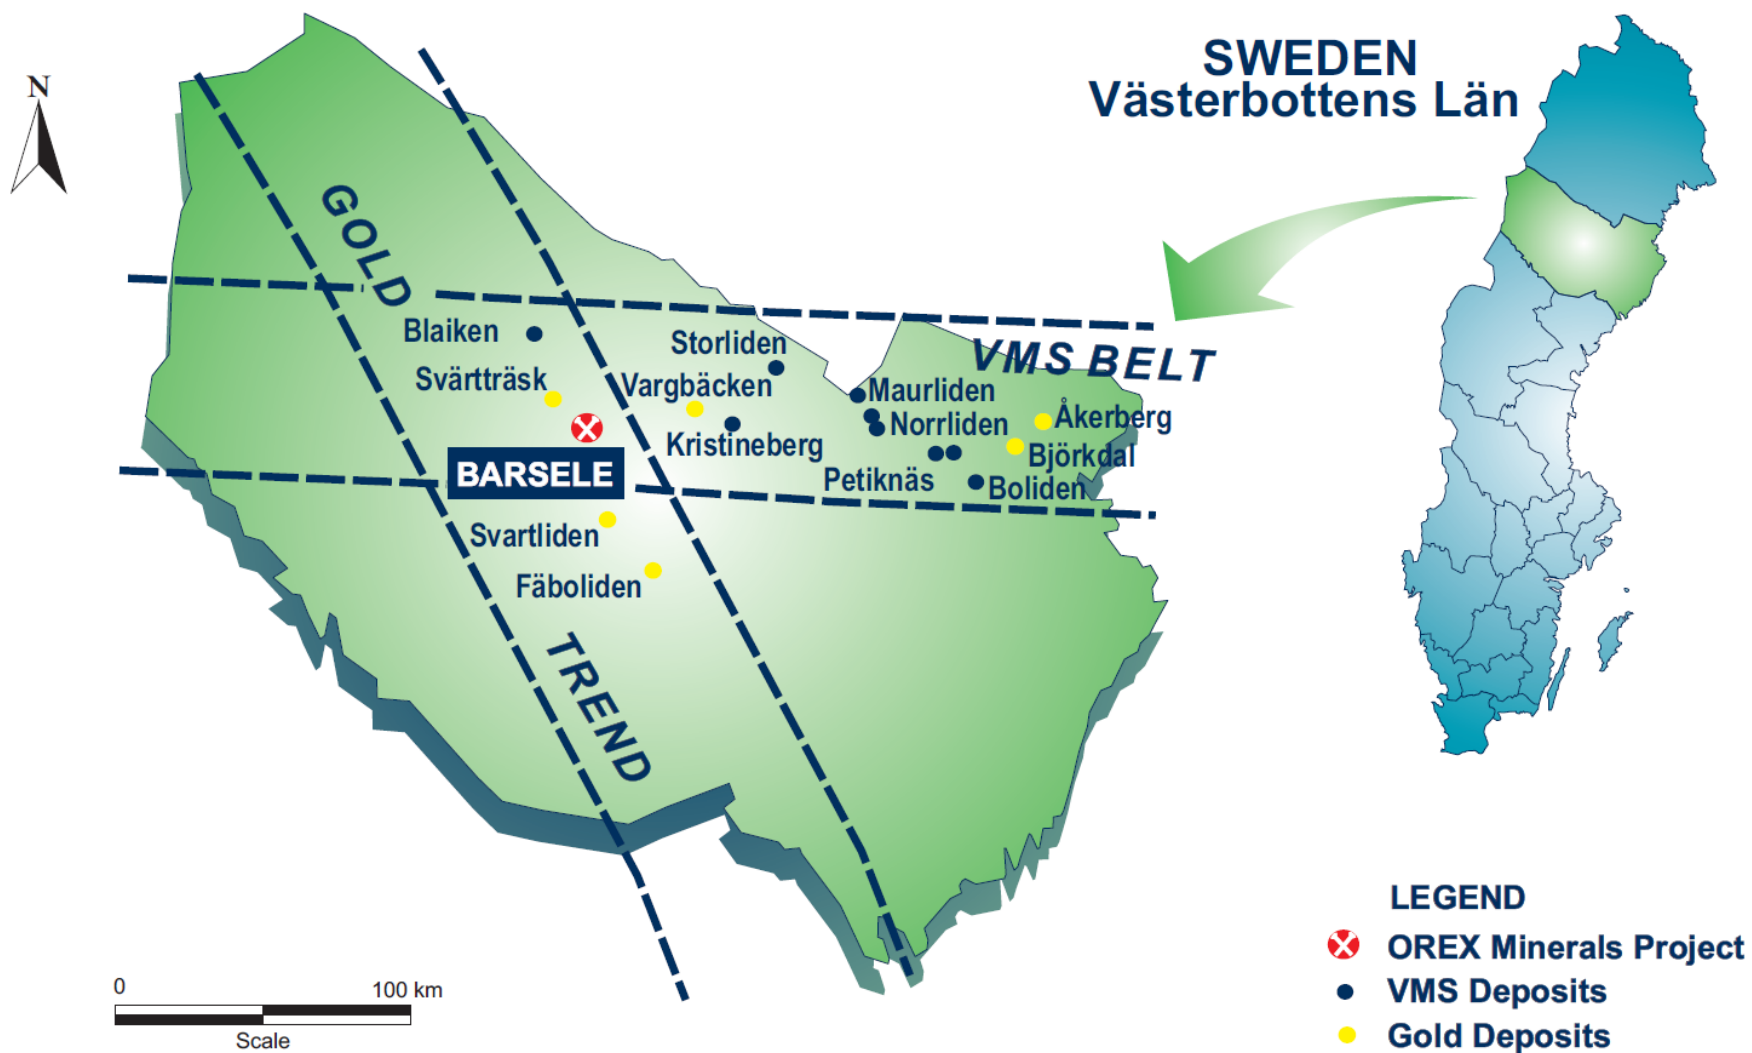 SWEDEN
Västerbottens Län
N
GOLD
Blaiken
Storliden
VMS BELT
Svärtträsk
Vargbäcken
Maurliden
Åkerberg
Norrliden
Kristineberg
Björkdal
BARSELE
Petiknäs
Boliden
Svartliden
Fäboliden
TREND
LEGEND
OREX Minerals Project
VMS Deposits
Gold Deposits
0 100 km
Scale